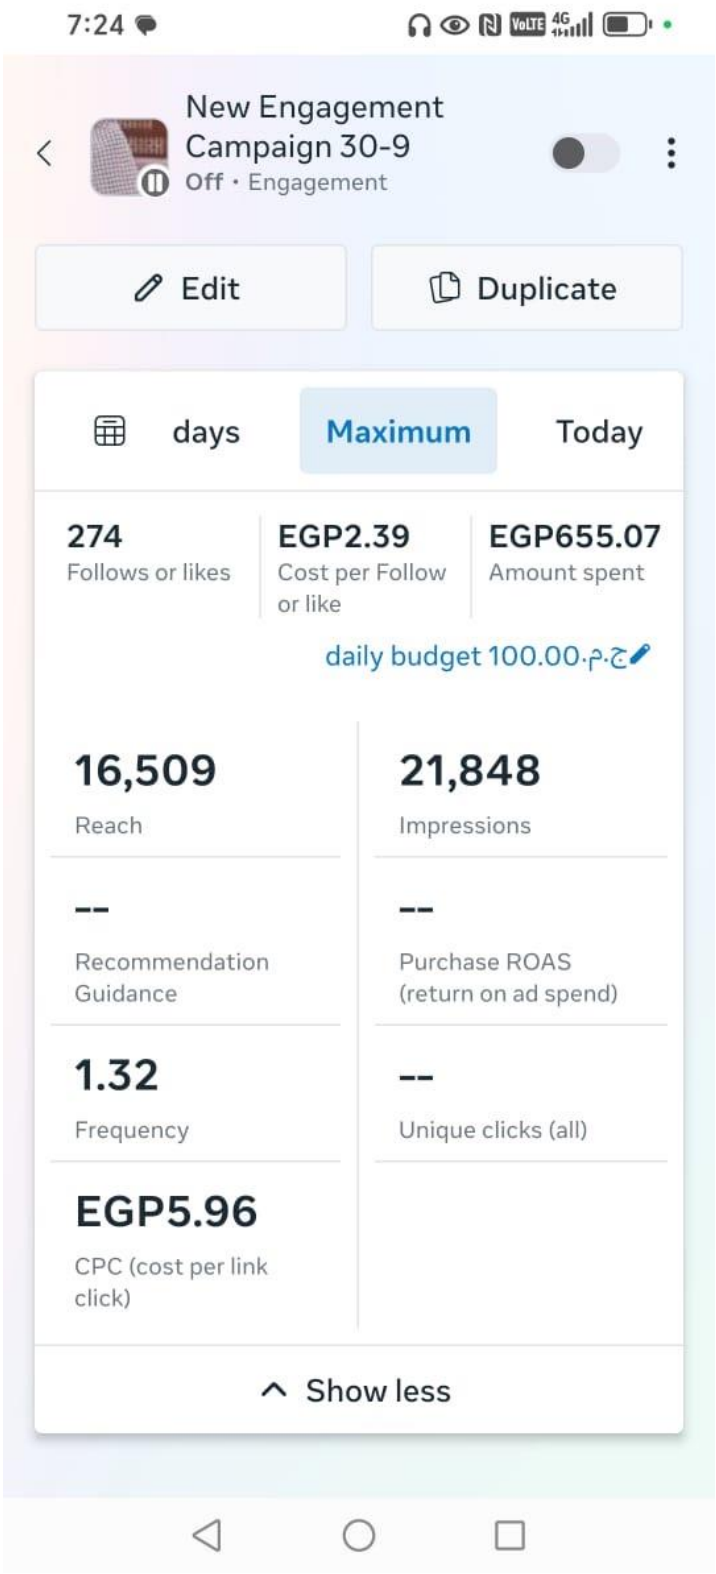 7:24
VoLTE 4G
New Engagement
Campaign 30-9
Off · Engagement
Edit
Duplicate
days
Maximum
Today
274
Follows or likes
EGP2.39
Cost per Follow
or like
EGP655.07
Amount spent
daily budget 100.00ج.م.
16,509
Reach
21,848
Impressions
--
Recommendation
Guidance
--
Purchase ROAS
(return on ad spend)
1.32
Frequency
--
Unique clicks (all)
EGP5.96
CPC (cost per link
click)
Show less